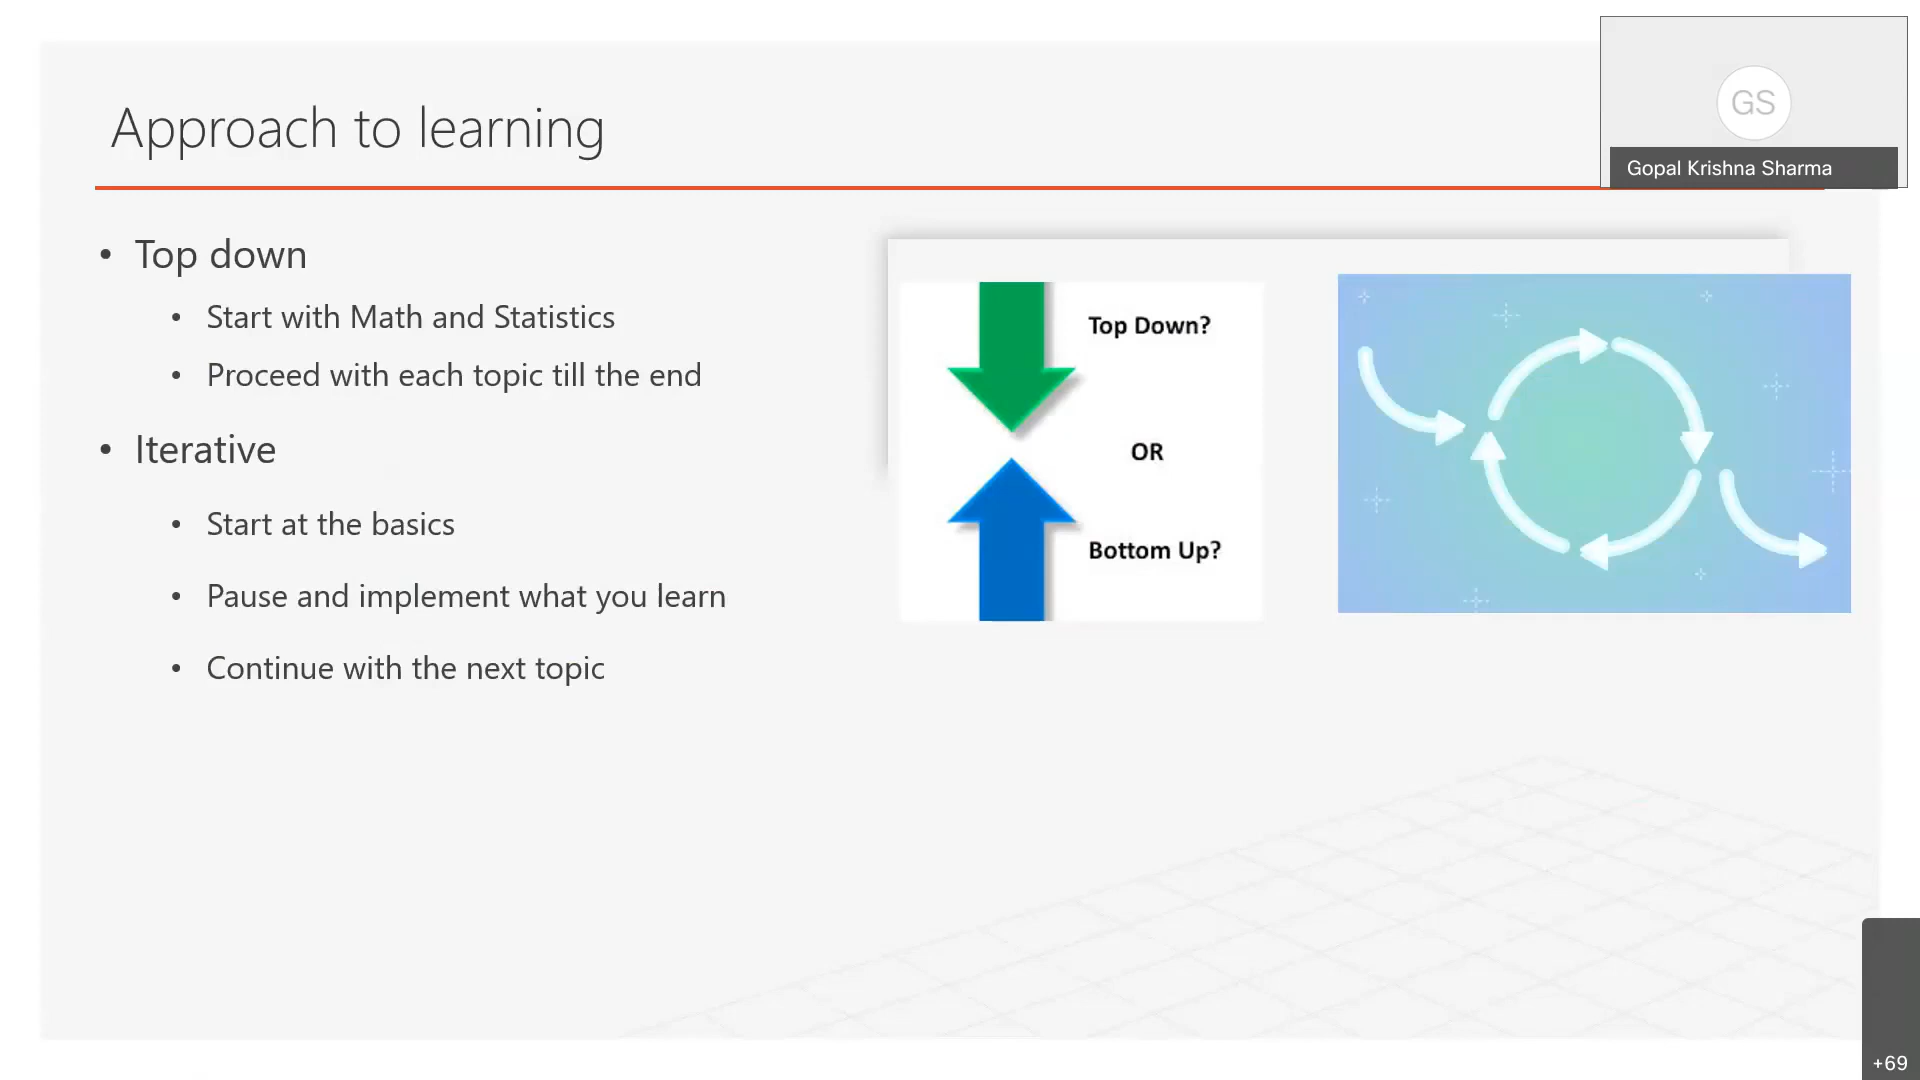 Approach to learning
GS
Gopal Krishna Sharma
• Top down
• Start with Math and Statistics
• Proceed with each topic till the end
• Iterative
• Start at the basics
• Pause and implement what you learn
• Continue with the next topic
Top Down?
OR
Bottom Up?
+69